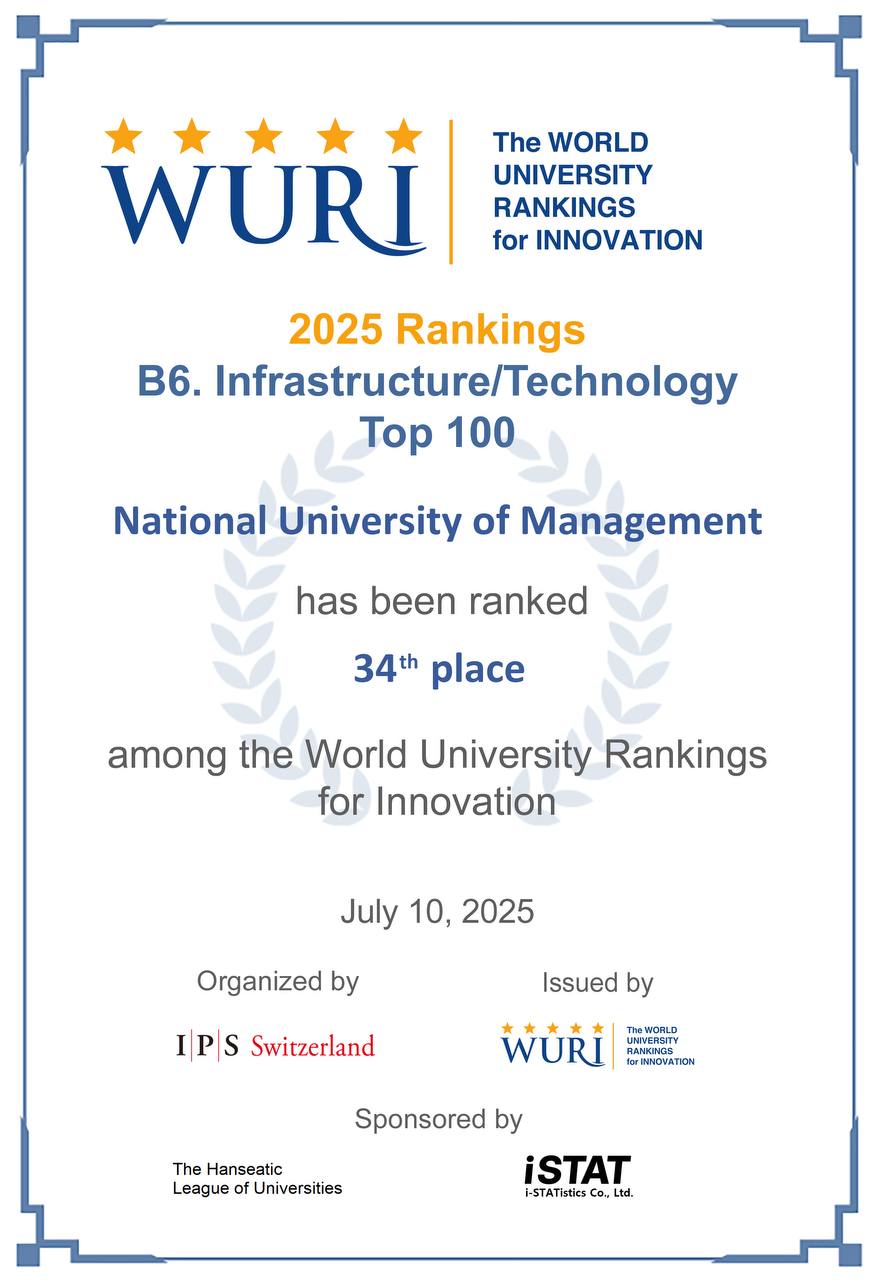 WURI
The WORLD
UNIVERSITY
RANKINGS
for INNOVATION
2025 Rankings
B6. Infrastructure/Technology
Top 100
National University of Management
has been ranked
34th place
among the World University Rankings
for Innovation
July 10, 2025
Organized by
I|P|S Switzerland
Issued by
WURI
The WORLD
UNIVERSITY
RANKINGS
for INNOVATION
Sponsored by
The Hanseatic
League of Universities
iSTAT
i-STATistics Co., Ltd.